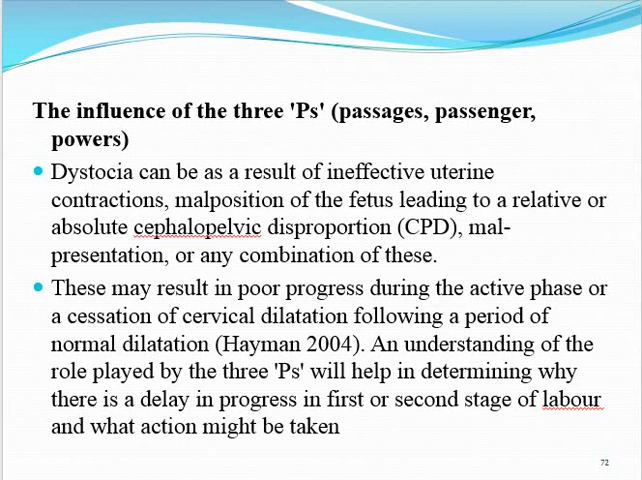 The influence of the three 'Ps' (passages, passenger,
powers)
Dystocia can be as a result of ineffective uterine
contractions, malposition of the fetus leading to a relative or
absolute cephalopelvic disproportion (CPD), mal-
presentation, or any combination of these.
These may result in poor progress during the active phase or
a cessation of cervical dilatation following a period of
normal dilatation (Hayman 2004). An understanding of the
role played by the three 'Ps' will help in determining why
there is a delay in progress in first or second stage of labour
and what action might be taken
72